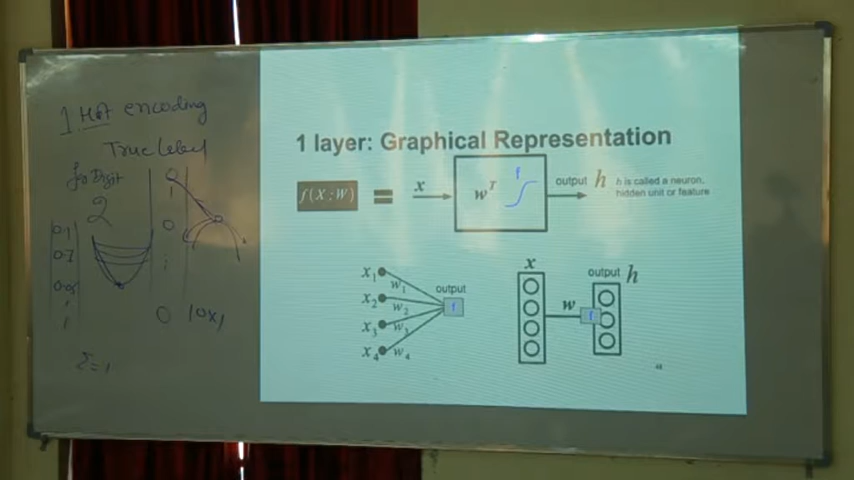 1 Hot encoding
True label
for Digit
2
0.1
0.7
0.05
0
1
0
0 10x1
Σ=1
1 layer: Graphical Representation
f(X;W) = x wᵀ f output h
h is called a neuron,
hidden unit or feature
x₁ w₁
x₂ w₂
x₃ w₃
x₄ w₄
output
f
x
w
f
output h